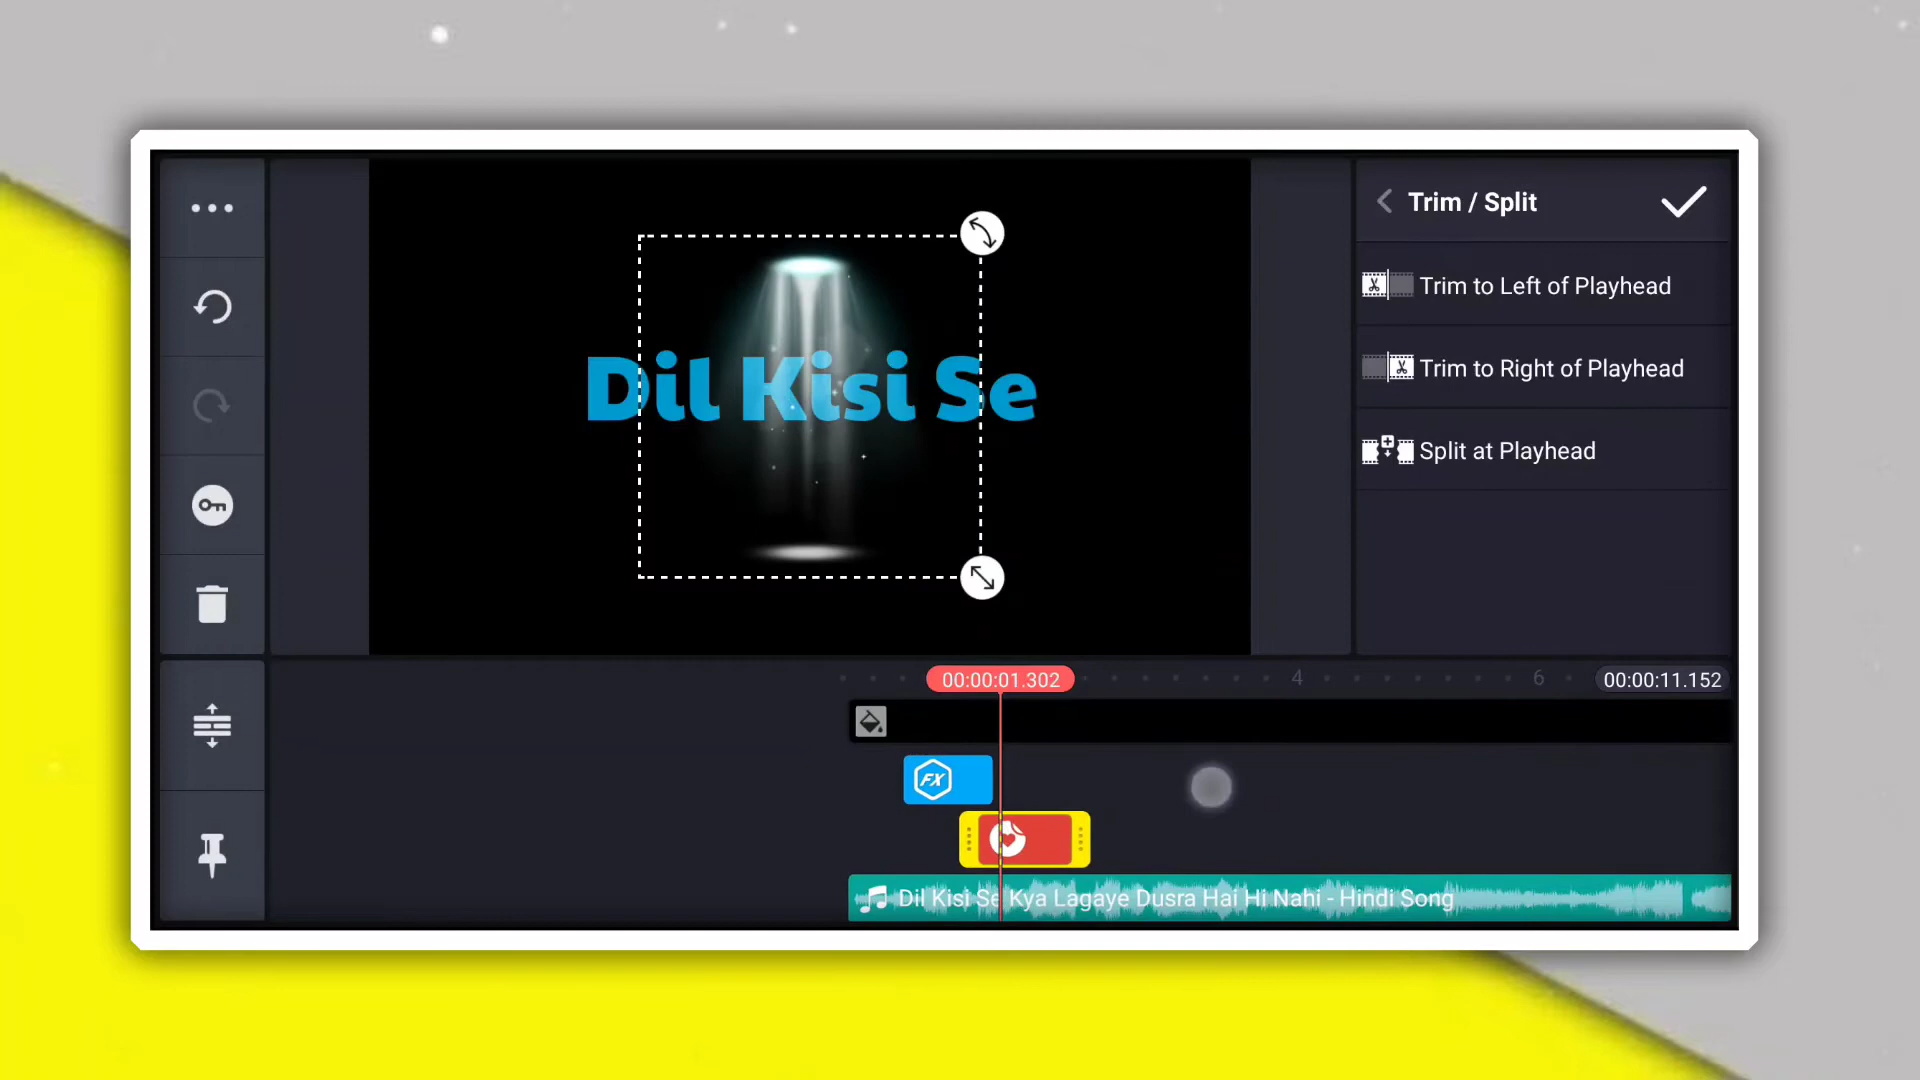 Trim / Split
Trim to Left of Playhead
Trim to Right of Playhead
Split at Playhead
Dil Kisi Se
00:00:01.302
4
6
00:00:11.152
FX
Dil Kisi Se Kya Lagaye Dusra Hai Hi Nahi - Hindi Song